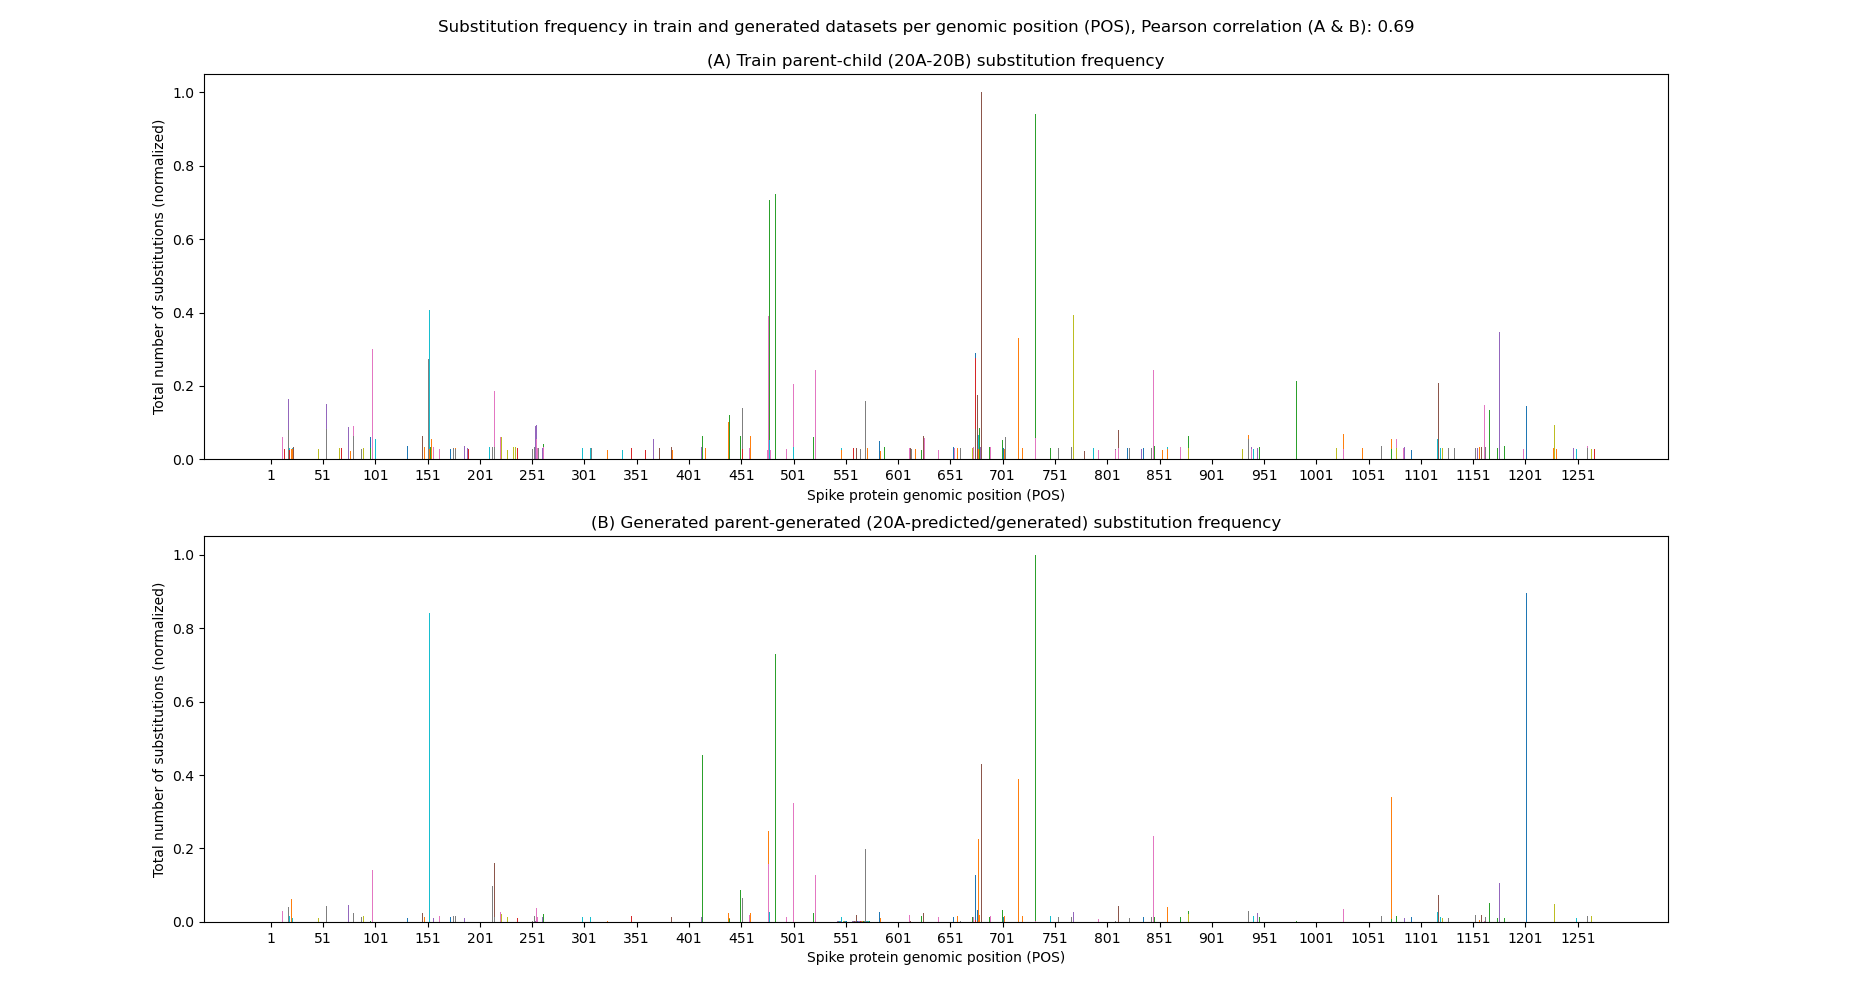 Substitution frequency in train and generated datasets per genomic position (POS), Pearson correlation (A & B): 0.69
(A) Train parent-child (20A-20B) substitution frequency
Total number of substitutions (normalized)
1.0
0.8
0.6
0.4
0.2
0.0
1 51 101 151 201 251 301 351 401 451 501 551 601 651 701 751 801 851 901 951 1001 1051 1101 1151 1201 1251
Spike protein genomic position (POS)
(B) Generated parent-generated (20A-predicted/generated) substitution frequency
Total number of substitutions (normalized)
1.0
0.8
0.6
0.4
0.2
0.0
1 51 101 151 201 251 301 351 401 451 501 551 601 651 701 751 801 851 901 951 1001 1051 1101 1151 1201 1251
Spike protein genomic position (POS)